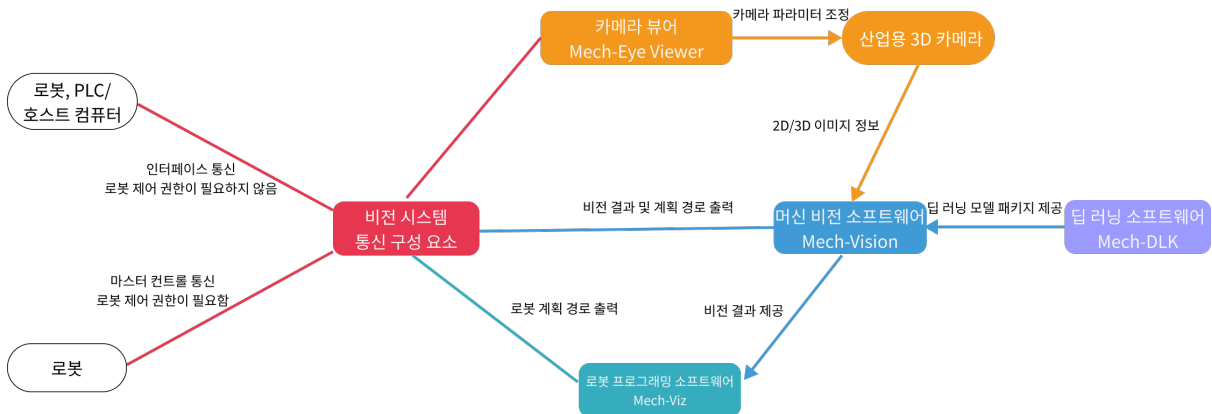 카메라 뷰어
Mech-Eye Viewer
카메라 파라미터 조정
산업용 3D 카메라
로봇, PLC/
호스트 컴퓨터
2D/3D 이미지 정보
인터페이스 통신
로봇 제어 권한이 필요하지 않음
비전 시스템
통신 구성 요소
비전 결과 및 계획 경로 출력
머신 비전 소프트웨어
Mech-Vision
딥 러닝 모델 패키지 제공
딥 러닝 소프트웨어
Mech-DLK
마스터 컨트롤 통신
로봇 제어 권한이 필요함
로봇 계획 경로 출력
비전 결과 제공
로봇
로봇 프로그래밍 소프트웨어
Mech-Viz